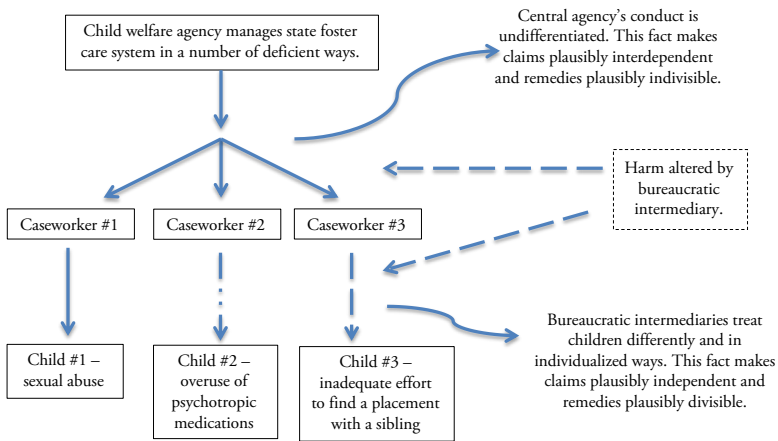 Child welfare agency manages state foster
care system in a number of deficient ways.
Central agency’s conduct is
undifferentiated. This fact makes
claims plausibly interdependent
and remedies plausibly indivisible.
Harm altered by
bureaucratic
intermediary.
Caseworker #1
Caseworker #2
Caseworker #3
Child #1 –
sexual abuse
Child #2 –
overuse of
psychotropic
medications
Child #3 –
inadequate effort
to find a placement
with a sibling
Bureaucratic intermediaries treat
children differently and in
individualized ways. This fact makes
claims plausibly independent and
remedies plausibly divisible.